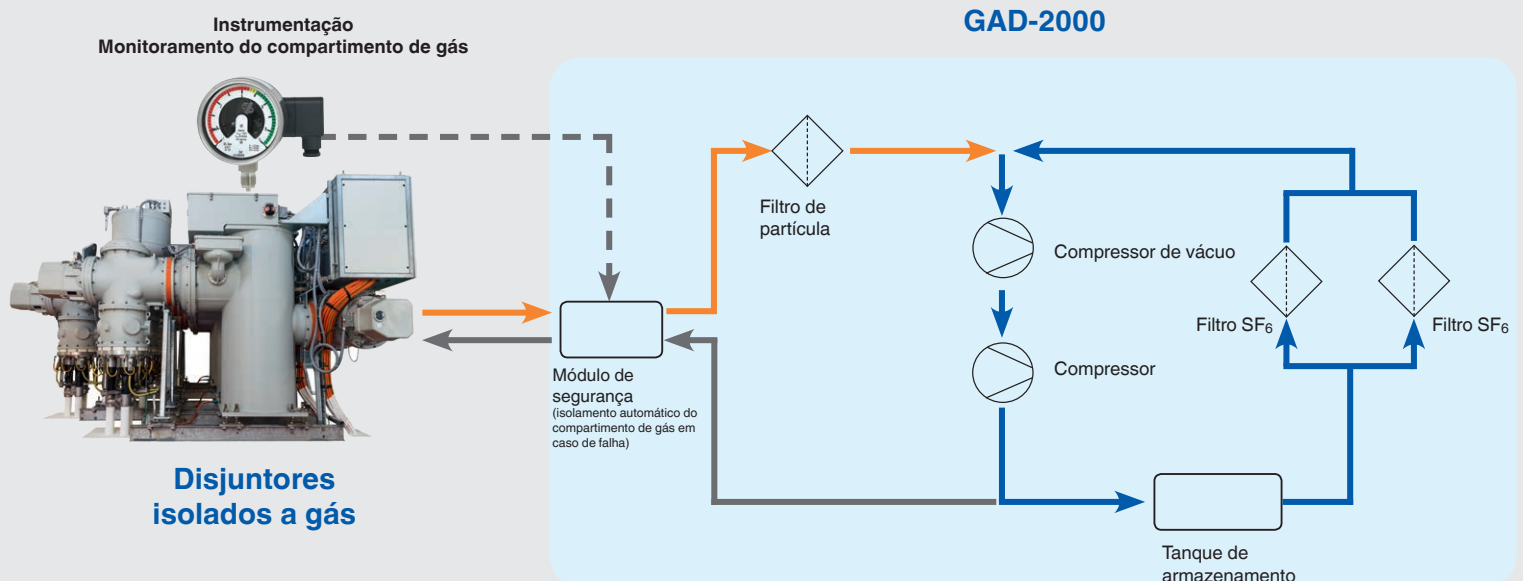 Instrumentação
Monitoramento do compartimento de gás
GAD-2000
Filtro de
partícula
Compressor de vácuo
Filtro SF₆
Filtro SF₆
Compressor
Módulo de
segurança
(isolamento automático do
compartimento de gás em
caso de falha)
Disjuntores
isolados a gás
Tanque de
armazenamento